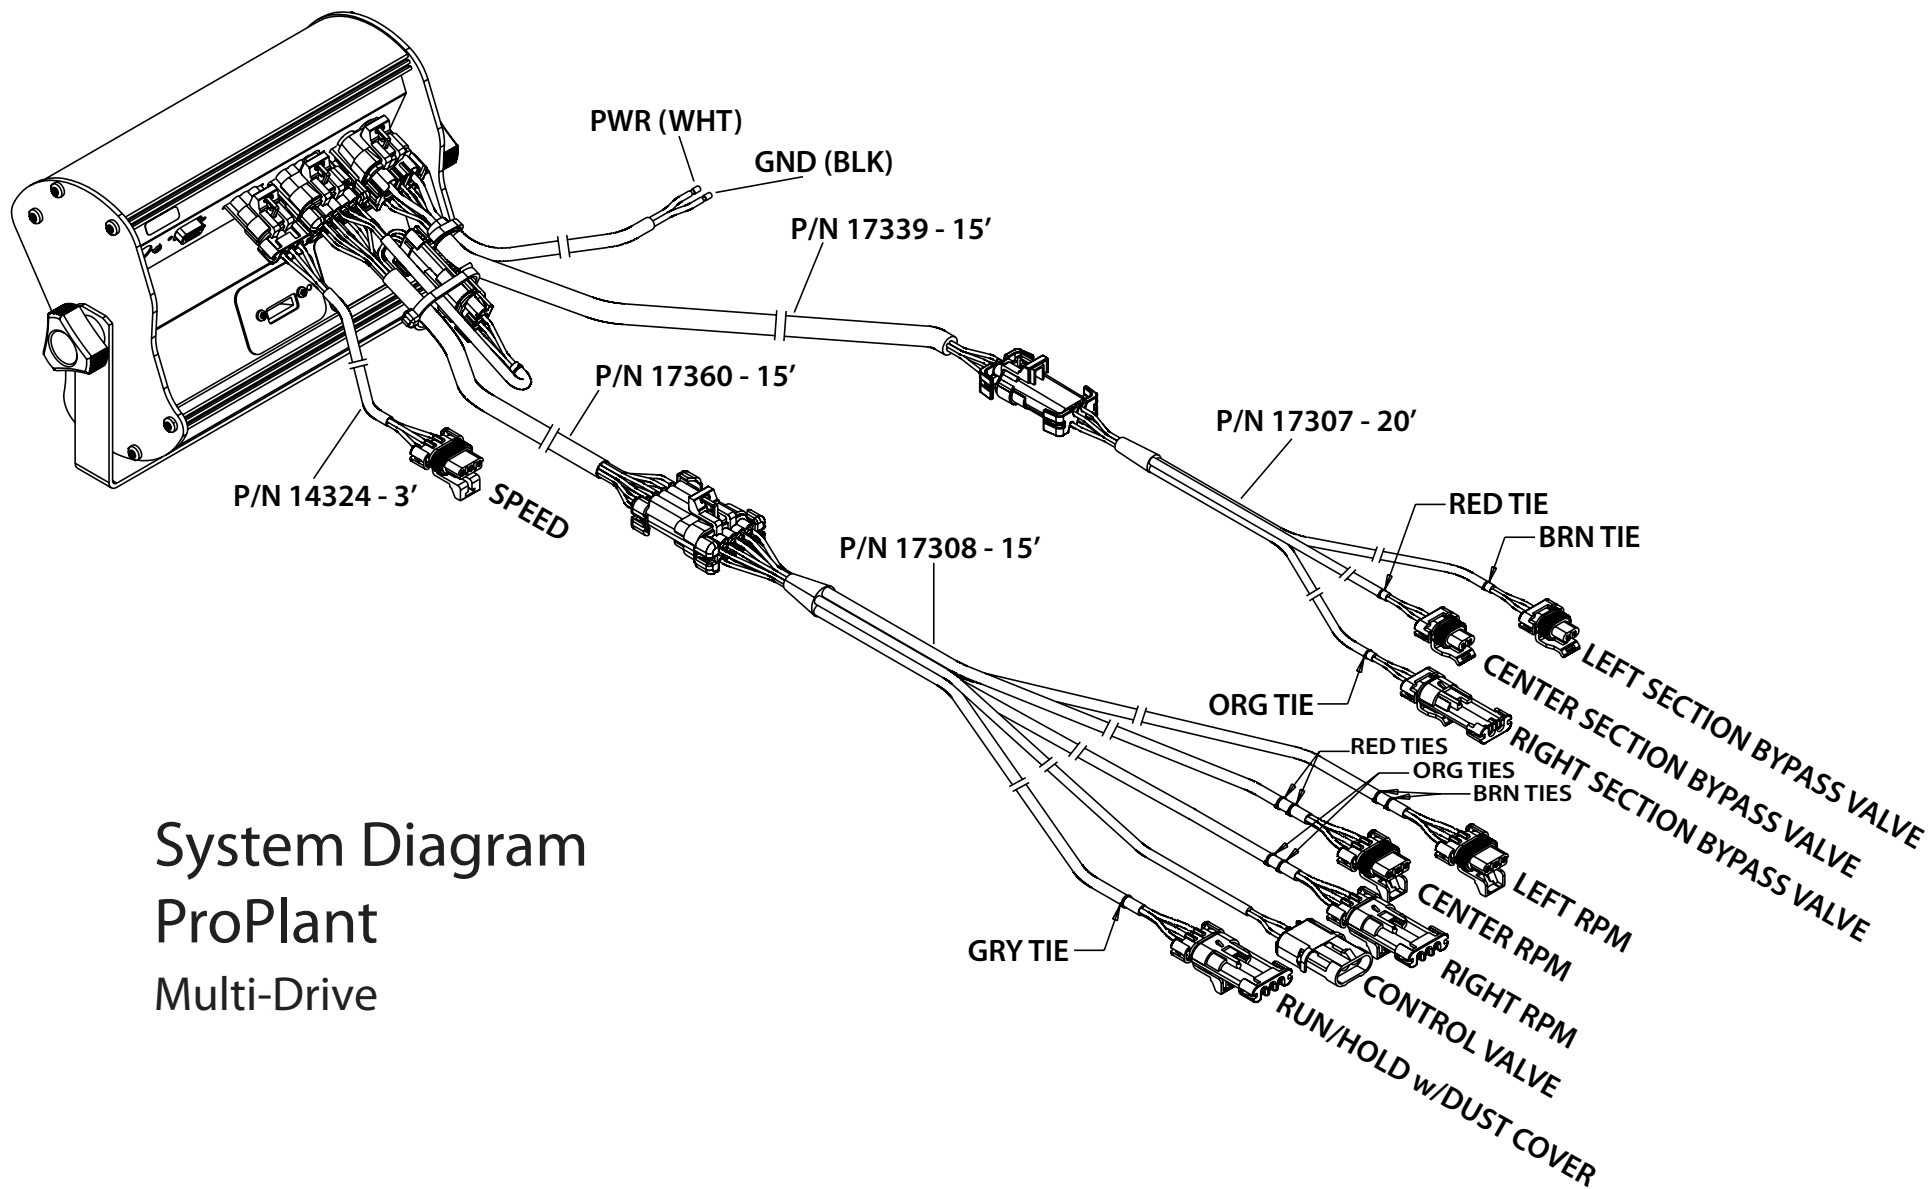 PWR (WHT)
GND (BLK)
P/N 17339 - 15’
P/N 17360 - 15’
P/N 17307 - 20’
P/N 14324 - 3’
SPEED
RED TIE
BRN TIE
P/N 17308 - 15’
LEFT SECTION BYPASS VALVE
CENTER SECTION BYPASS VALVE
RIGHT SECTION BYPASS VALVE
ORG TIE
RED TIES
ORG TIES
BRN TIES
LEFT RPM
CENTER RPM
RIGHT RPM
CONTROL VALVE
RUN/HOLD w/DUST COVER
GRY TIE
System Diagram
ProPlant
Multi-Drive